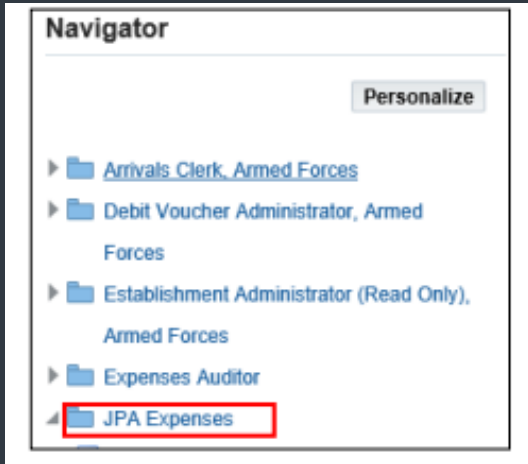 Navigator
Personalize
Arrivals Clerk, Armed Forces
Debit Voucher Administrator, Armed
Forces
Establishment Administrator (Read Only),
Armed Forces
Expenses Auditor
JPA Expenses